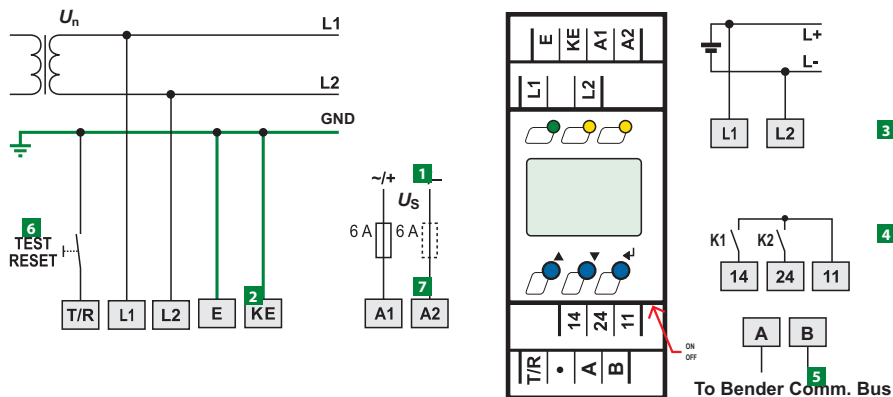 Un
L1
L2
GND
6
TEST
RESET
~/+
1
US
6 A
6 A
2
7
T/R
L1
L2
E
KE
A1
A2
E
KE
A1
A2
L1
L2
14
24
11
T/R
•
A
B
ON
OFF
L+
L-
L1
L2
3
K1
K2
4
14
24
11
A
B
5
To Bender Comm. Bus